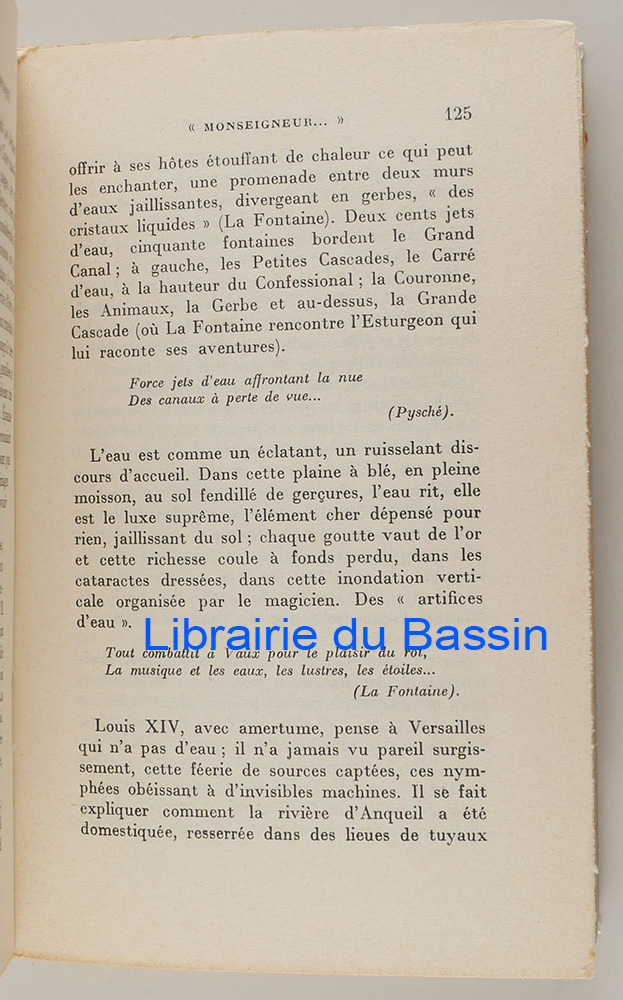 « MONSEIGNEUR... » 125
offrir à ses hôtes étouffant de chaleur ce qui peut
les enchanter, une promenade entre deux murs
d'eaux jaillissantes, divergeant en gerbes, « des
cristaux liquides » (La Fontaine). Deux cents jets
d'eau, cinquante fontaines bordent le Grand
Canal ; à gauche, les Petites Cascades, le Carré
d'eau, à la hauteur du Confessional ; la Couronne,
les Animaux, la Gerbe et au-dessus, la Grande
Cascade (où La Fontaine rencontre l'Esturgeon qui
lui raconte ses aventures).
Force jets d'eau affrontant la nue
Des canaux à perte de vue...
(Pysché).
L'eau est comme un éclatant, un ruisselant dis-
cours d'accueil. Dans cette plaine à blé, en pleine
moisson, au sol fendillé de gerçures, l'eau rit, elle
est le luxe suprême, l'élément cher dépensé pour
rien, jaillissant du sol ; chaque goutte vaut de l'or
et cette richesse coule à fonds perdu, dans les
cataractes dressées, dans cette inondation verti-
cale organisée par le magicien. Des « artifices
d'eau ».
Librairie du Bassin
Tout combattit à Vaux pour le plaisir du roi,
La musique et les eaux, les lustres, les étoiles...
(La Fontaine).
Louis XIV, avec amertume, pense à Versailles
qui n'a pas d'eau ; il n'a jamais vu pareil surgis-
sement, cette féerie de sources captées, ces nym-
phées obéissant à d'invisibles machines. Il se fait
expliquer comment la rivière d'Anqueil a été
domestiquée, resserrée dans des lieues de tuyaux